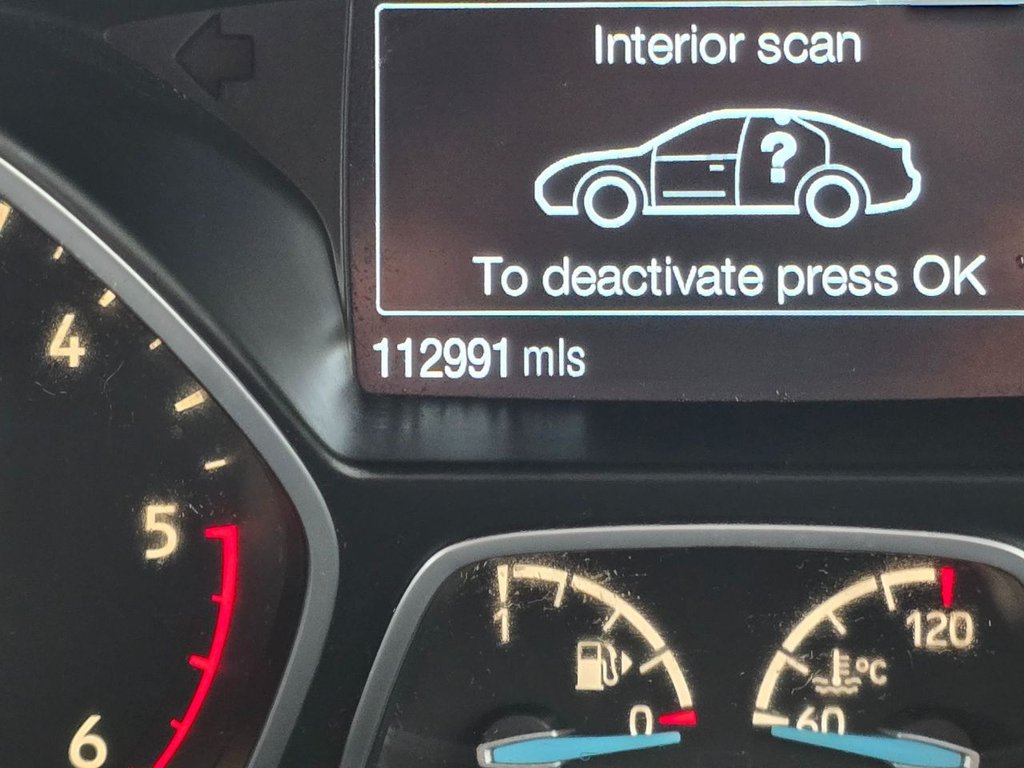 Interior scan
?
To deactivate press OK
112991 mls
4
5
6
1
0
120
°C
60